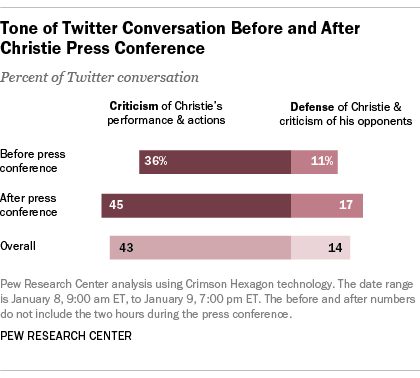 Tone of Twitter Conversation Before and After
Christie Press Conference
Percent of Twitter conversation
Criticism of Christie's
performance & actions
Defense of Christie &
criticism of his opponents
Before press
conference
36%
11%
After press
conference
45
17
Overall
43
14
Pew Research Center analysis using Crimson Hexagon technology. The date range
is January 8, 9:00 am ET, to January 9, 7:00 pm ET. The before and after numbers
do not include the two hours during the press conference.
PEW RESEARCH CENTER